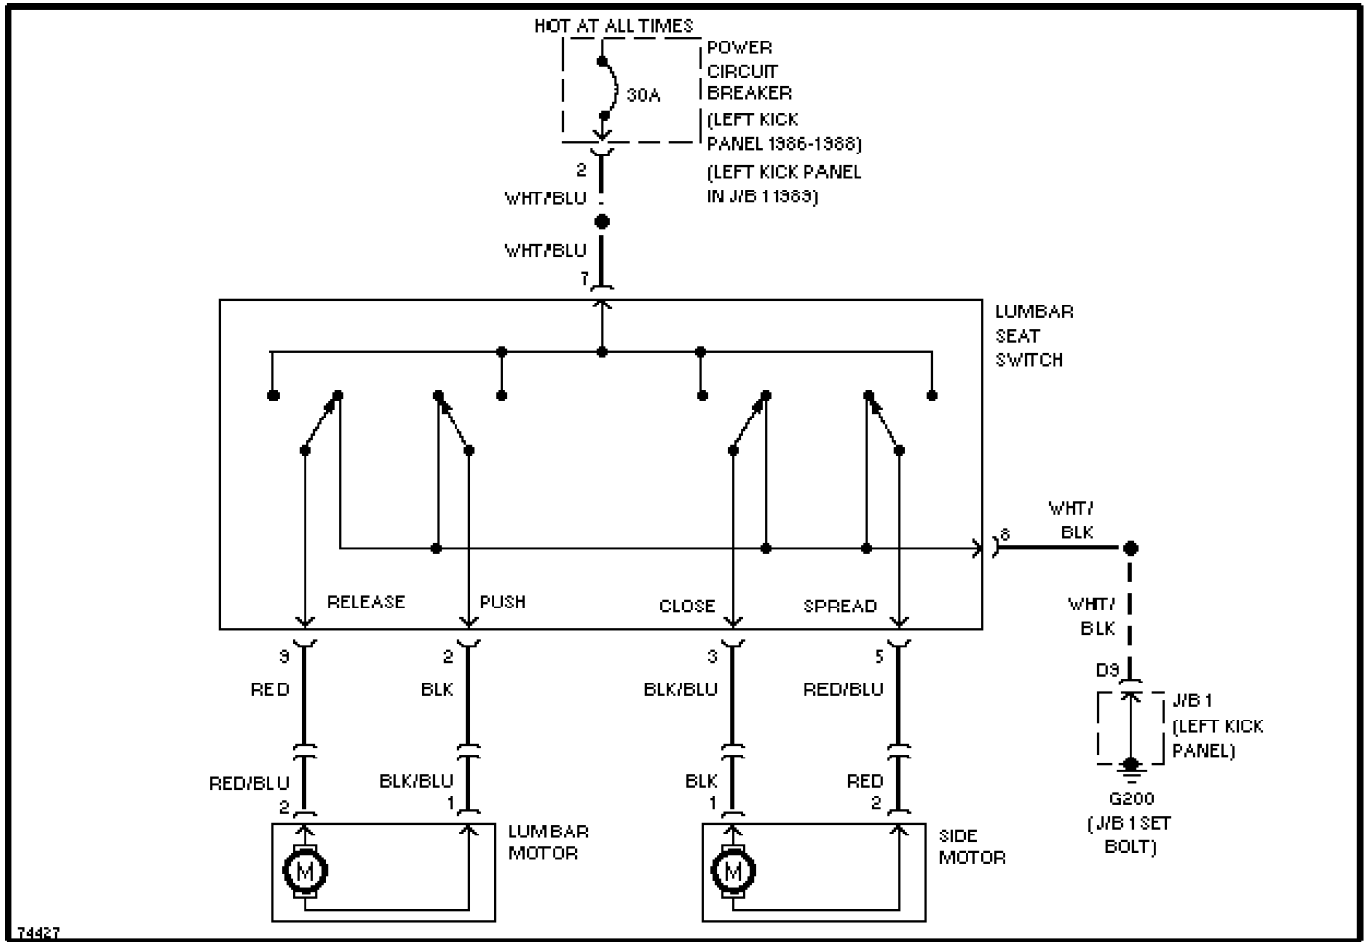 HOT AT ALL TIMES
POWER
CIRCUIT
BREAKER
30A
(LEFT KICK
PANEL 1986-1988)
(LEFT KICK PANEL
IN J/B 1 1989)
2
WHT/BLU
WHT/BLU
7
LUMBAR
SEAT
SWITCH
WHT/
BLK
8
RELEASE
PUSH
CLOSE
SPREAD
WHT/
BLK
9
2
3
5
D9
RED
BLK
BLK/BLU
RED/BLU
J/B 1
(LEFT KICK
PANEL)
RED/BLU
BLK/BLU
BLK
RED
2
1
1
2
G200
(J/B 1 SET
BOLT)
LUMBAR
MOTOR
SIDE
MOTOR
M
M
74427